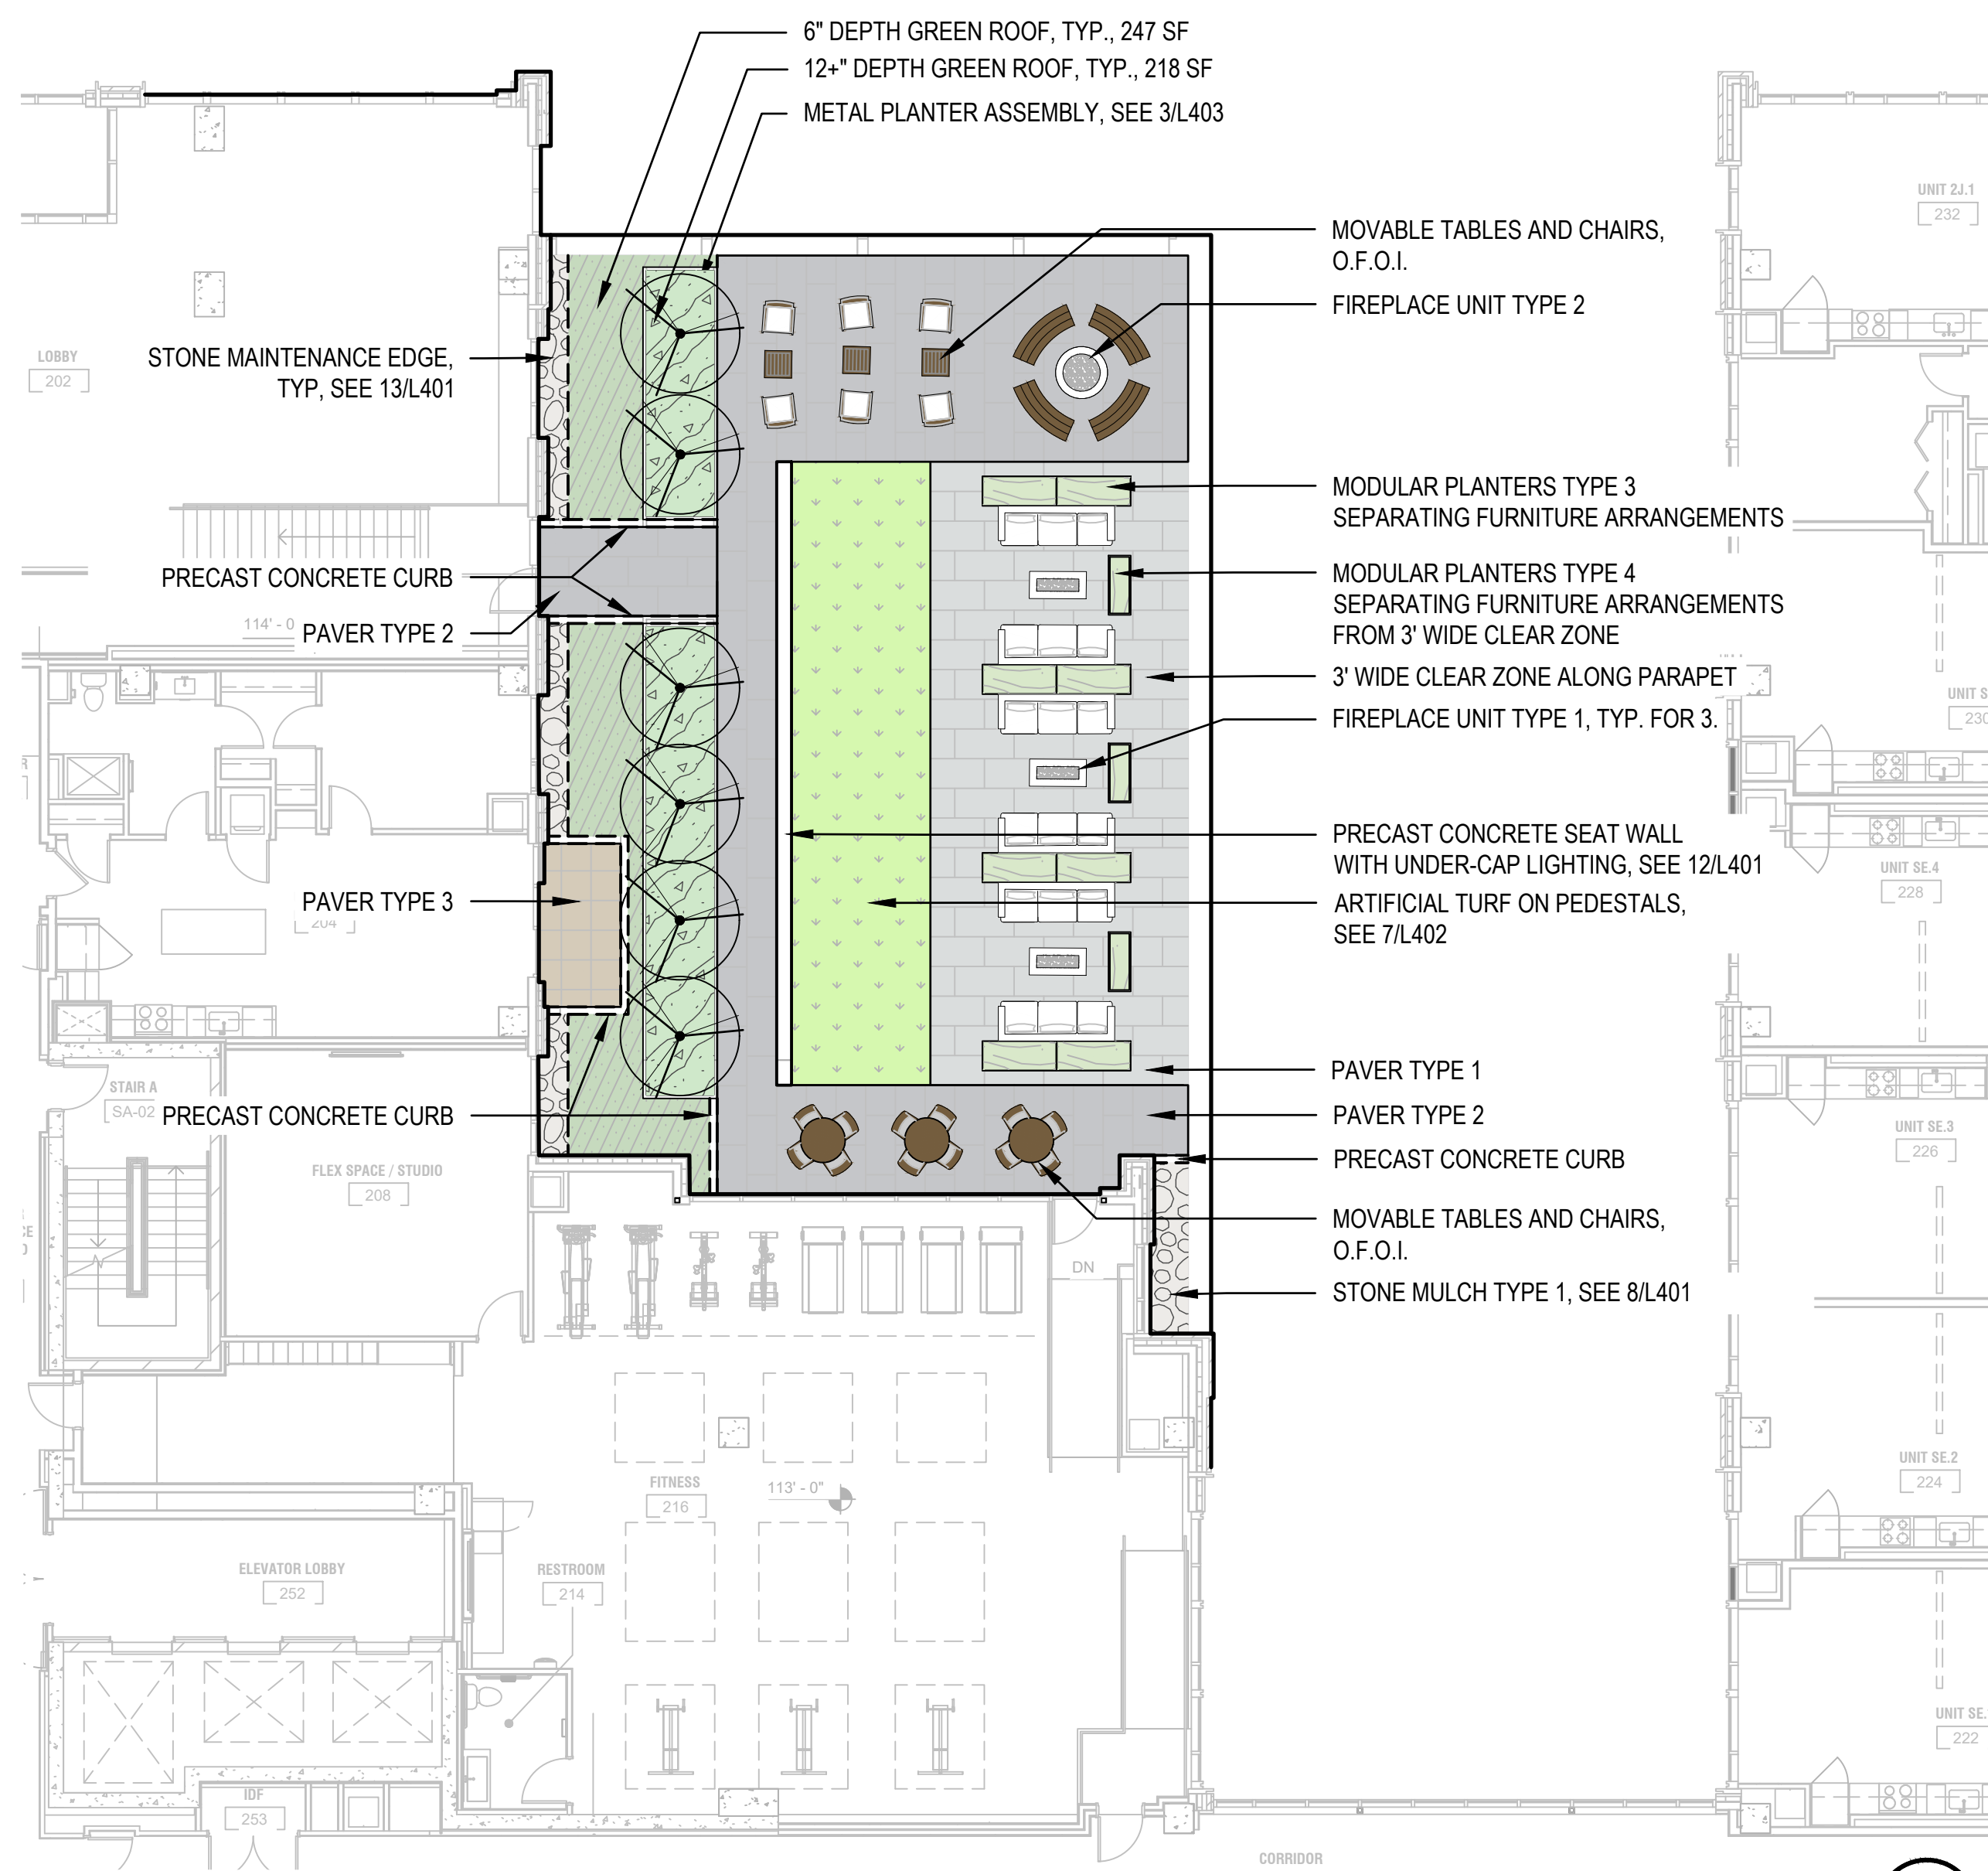 6" DEPTH GREEN ROOF, TYP., 247 SF
12+" DEPTH GREEN ROOF, TYP., 218 SF
METAL PLANTER ASSEMBLY, SEE 3/L403
MOVABLE TABLES AND CHAIRS,
O.F.O.I.
FIREPLACE UNIT TYPE 2
UNIT 2J.1
232
LOBBY
202
STONE MAINTENANCE EDGE,
TYP, SEE 13/L401
MODULAR PLANTERS TYPE 3
SEPARATING FURNITURE ARRANGEMENTS
PRECAST CONCRETE CURB
MODULAR PLANTERS TYPE 4
SEPARATING FURNITURE ARRANGEMENTS
FROM 3' WIDE CLEAR ZONE
114' - 0
PAVER TYPE 2
3' WIDE CLEAR ZONE ALONG PARAPET
UNIT S
230
FIREPLACE UNIT TYPE 1, TYP. FOR 3.
PRECAST CONCRETE SEAT WALL
WITH UNDER-CAP LIGHTING, SEE 12/L401
UNIT SE.4
228
PAVER TYPE 3
204
ARTIFICIAL TURF ON PEDESTALS,
SEE 7/L402
PAVER TYPE 1
STAIR A
SA-02
PRECAST CONCRETE CURB
PAVER TYPE 2
UNIT SE.3
226
PRECAST CONCRETE CURB
FLEX SPACE / STUDIO
208
MOVABLE TABLES AND CHAIRS,
O.F.O.I.
DN
STONE MULCH TYPE 1, SEE 8/L401
FITNESS
216
113' - 0"
UNIT SE.2
224
ELEVATOR LOBBY
252
RESTROOM
214
UNIT SE.
222
IDF
253
CORRIDOR